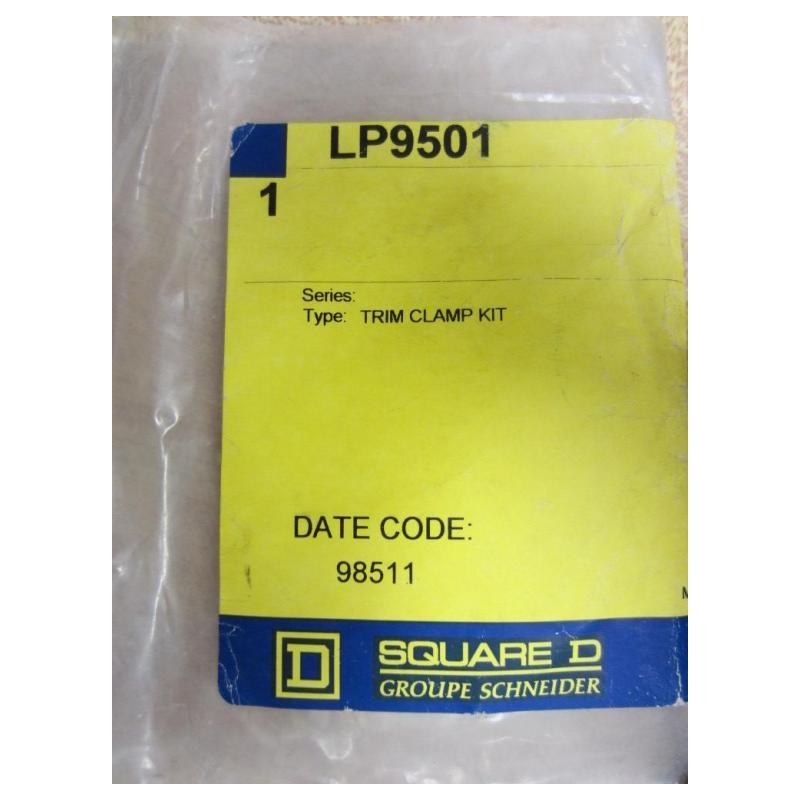 LP9501
1
Series:
Type: TRIM CLAMP KIT
DATE CODE:
98511
M
D
SQUARE D
GROUPE SCHNEIDER